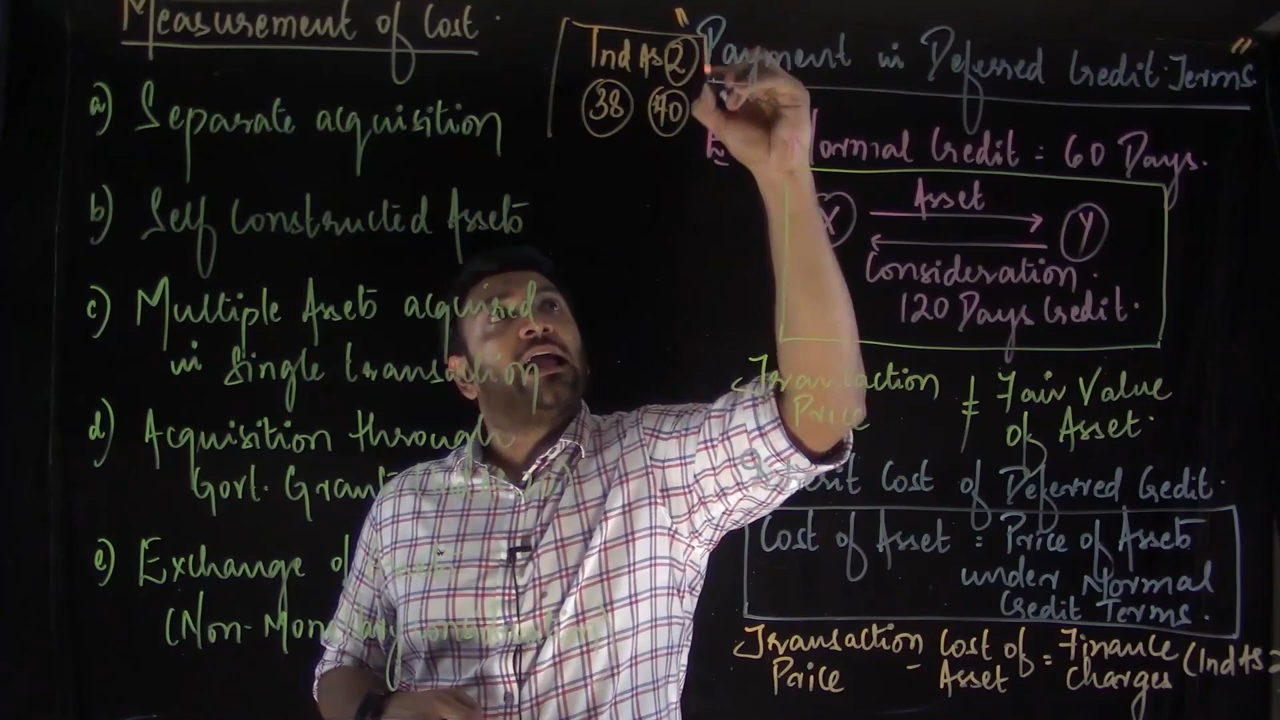 Measurement of Cost.
a) Separate acquisition
b) Self Constructed Assets
c) Multiple Assets acquired
in Single transaction
d) Acquisition through
Govt. Grant
e) Exchange of
(Non-Monetary
Ind As 2
38 40
"Payment in Deferred Credit Terms"
Normal Credit = 60 Days.
X Asset Y
Consideration
120 Days Credit.
Transaction Price ≠ Fair Value of Asset.
Cost of Deferred Credit.
Cost of Asset = Price of Assets
under Normal
Credit Terms.
Transaction Price - Cost of Asset = Finance Charges (Ind As